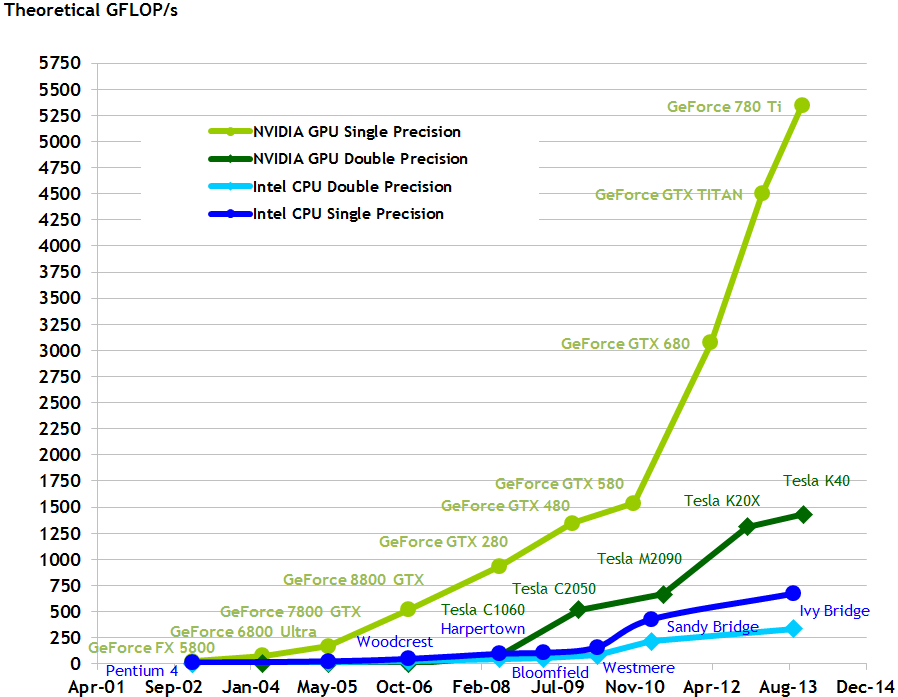 Theoretical GFLOP/s
5750
5500
5250
5000
4750
4500
4250
4000
3750
3500
3250
3000
2750
2500
2250
2000
1750
1500
1250
1000
750
500
250
0
NVIDIA GPU Single Precision
NVIDIA GPU Double Precision
Intel CPU Double Precision
Intel CPU Single Precision
GeForce 780 Ti
GeForce GTX TITAN
GeForce GTX 680
GeForce GTX 580
GeForce GTX 480
GeForce GTX 280
GeForce 8800 GTX
GeForce 7800 GTX
GeForce 6800 Ultra
GeForce FX 5800
Tesla K40
Tesla K20X
Tesla M2090
Tesla C2050
Tesla C1060
Harpertown
Woodcrest
Pentium 4
Bloomfield
Westmere
Sandy Bridge
Ivy Bridge
Apr-01 Sep-02 Jan-04 May-05 Oct-06 Feb-08 Jul-09 Nov-10 Apr-12 Aug-13 Dec-14